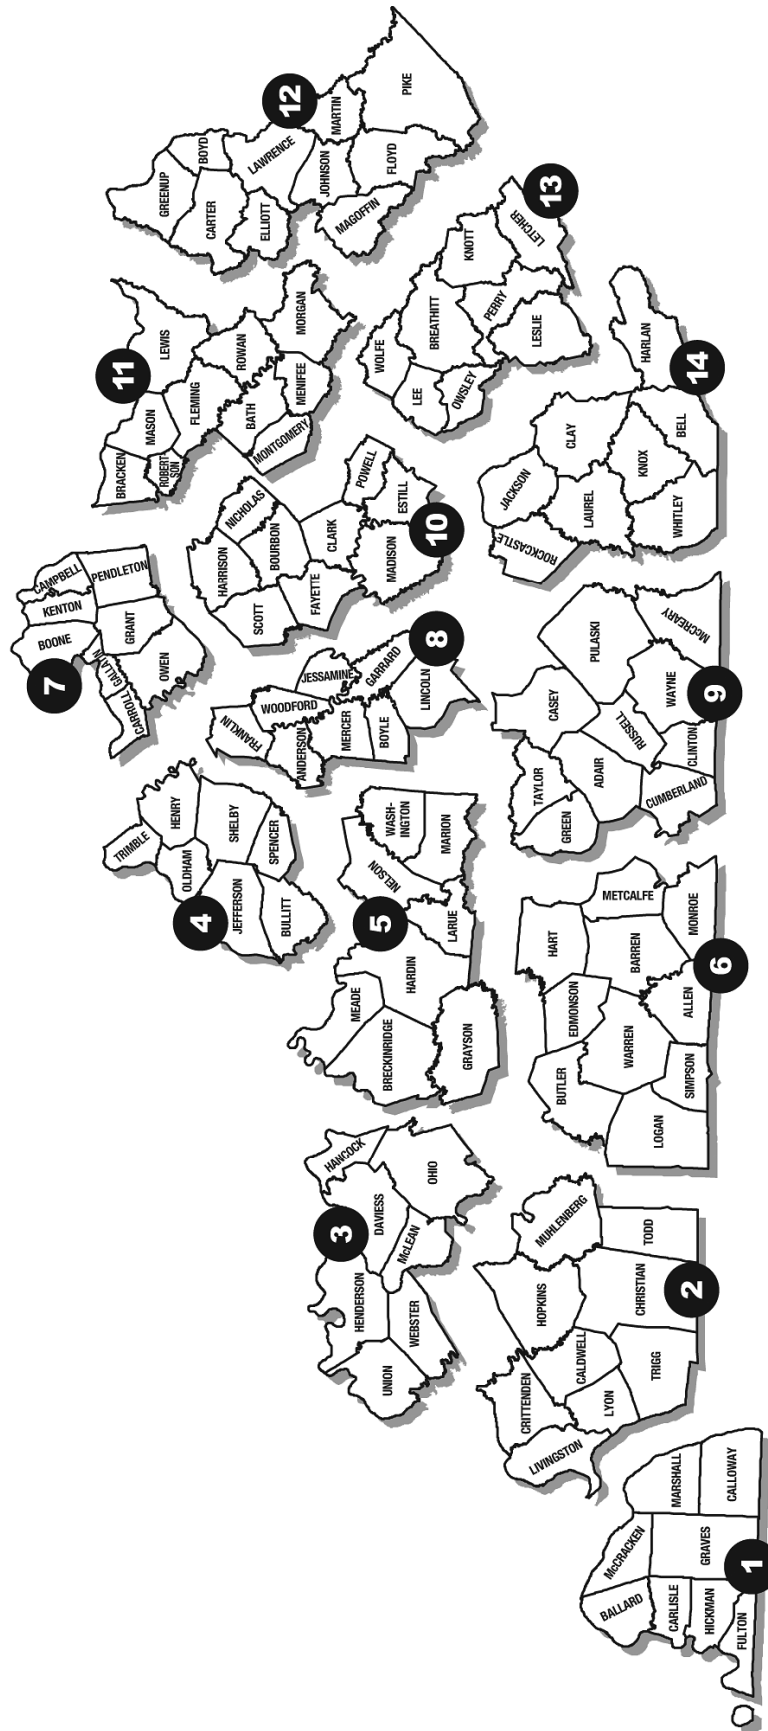 1
BALLARD
McCRACKEN
CARLISLE
HICKMAN
FULTON
GRAVES
MARSHALL
CALLOWAY
2
LIVINGSTON
CRITTENDEN
LYON
CALDWELL
TRIGG
HOPKINS
CHRISTIAN
MUHLENBERG
TODD
3
UNION
HENDERSON
WEBSTER
DAVIESS
McLEAN
HANCOCK
OHIO
4
TRIMBLE
HENRY
OLDHAM
SHELBY
JEFFERSON
SPENCER
BULLITT
5
BRECKINRIDGE
MEADE
HARDIN
GRAYSON
LARUE
NELSON
WASH-
INGTON
MARION
6
BUTLER
EDMONSON
HART
LOGAN
WARREN
BARREN
METCALFE
SIMPSON
ALLEN
MONROE
7
BOONE
KENTON
CAMPBELL
CARROLL
GALLATIN
GRANT
PENDLETON
OWEN
8
FRANKLIN
WOODFORD
JESSAMINE
ANDERSON
MERCER
GARRARD
BOYLE
LINCOLN
9
GREEN
TAYLOR
CASEY
PULASKI
ADAIR
RUSSELL
CUMBERLAND
CLINTON
WAYNE
McCREARY
10
HARRISON
NICHOLAS
SCOTT
BOURBON
FAYETTE
CLARK
POWELL
MADISON
ESTILL
11
BRACKEN
MASON
LEWIS
ROBERT-
SON
FLEMING
ROWAN
BATH
MONTGOMERY
MENIFEE
MORGAN
12
GREENUP
BOYD
CARTER
ELLIOTT
LAWRENCE
JOHNSON
MARTIN
MAGOFFIN
FLOYD
PIKE
13
WOLFE
LEE
BREATHITT
KNOTT
OWSLEY
PERRY
LETCHER
LESLIE
14
ROCKCASTLE
JACKSON
LAUREL
CLAY
WHITLEY
KNOX
BELL
HARLAN